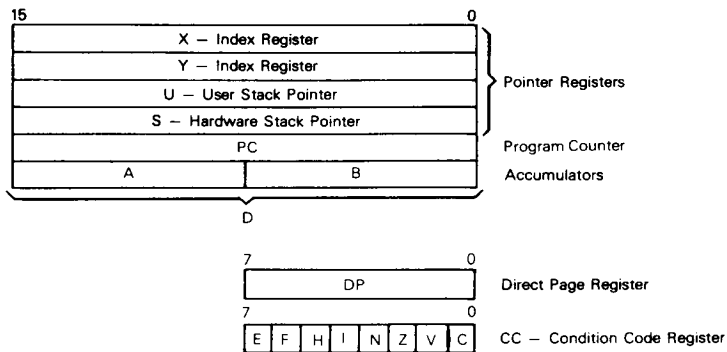 15 0
X – Index Register
Y – Index Register
U – User Stack Pointer
S – Hardware Stack Pointer
Pointer Registers
PC
Program Counter
A B
Accumulators
D
7 0
DP
Direct Page Register
7 0
E F H I N Z V C
CC – Condition Code Register